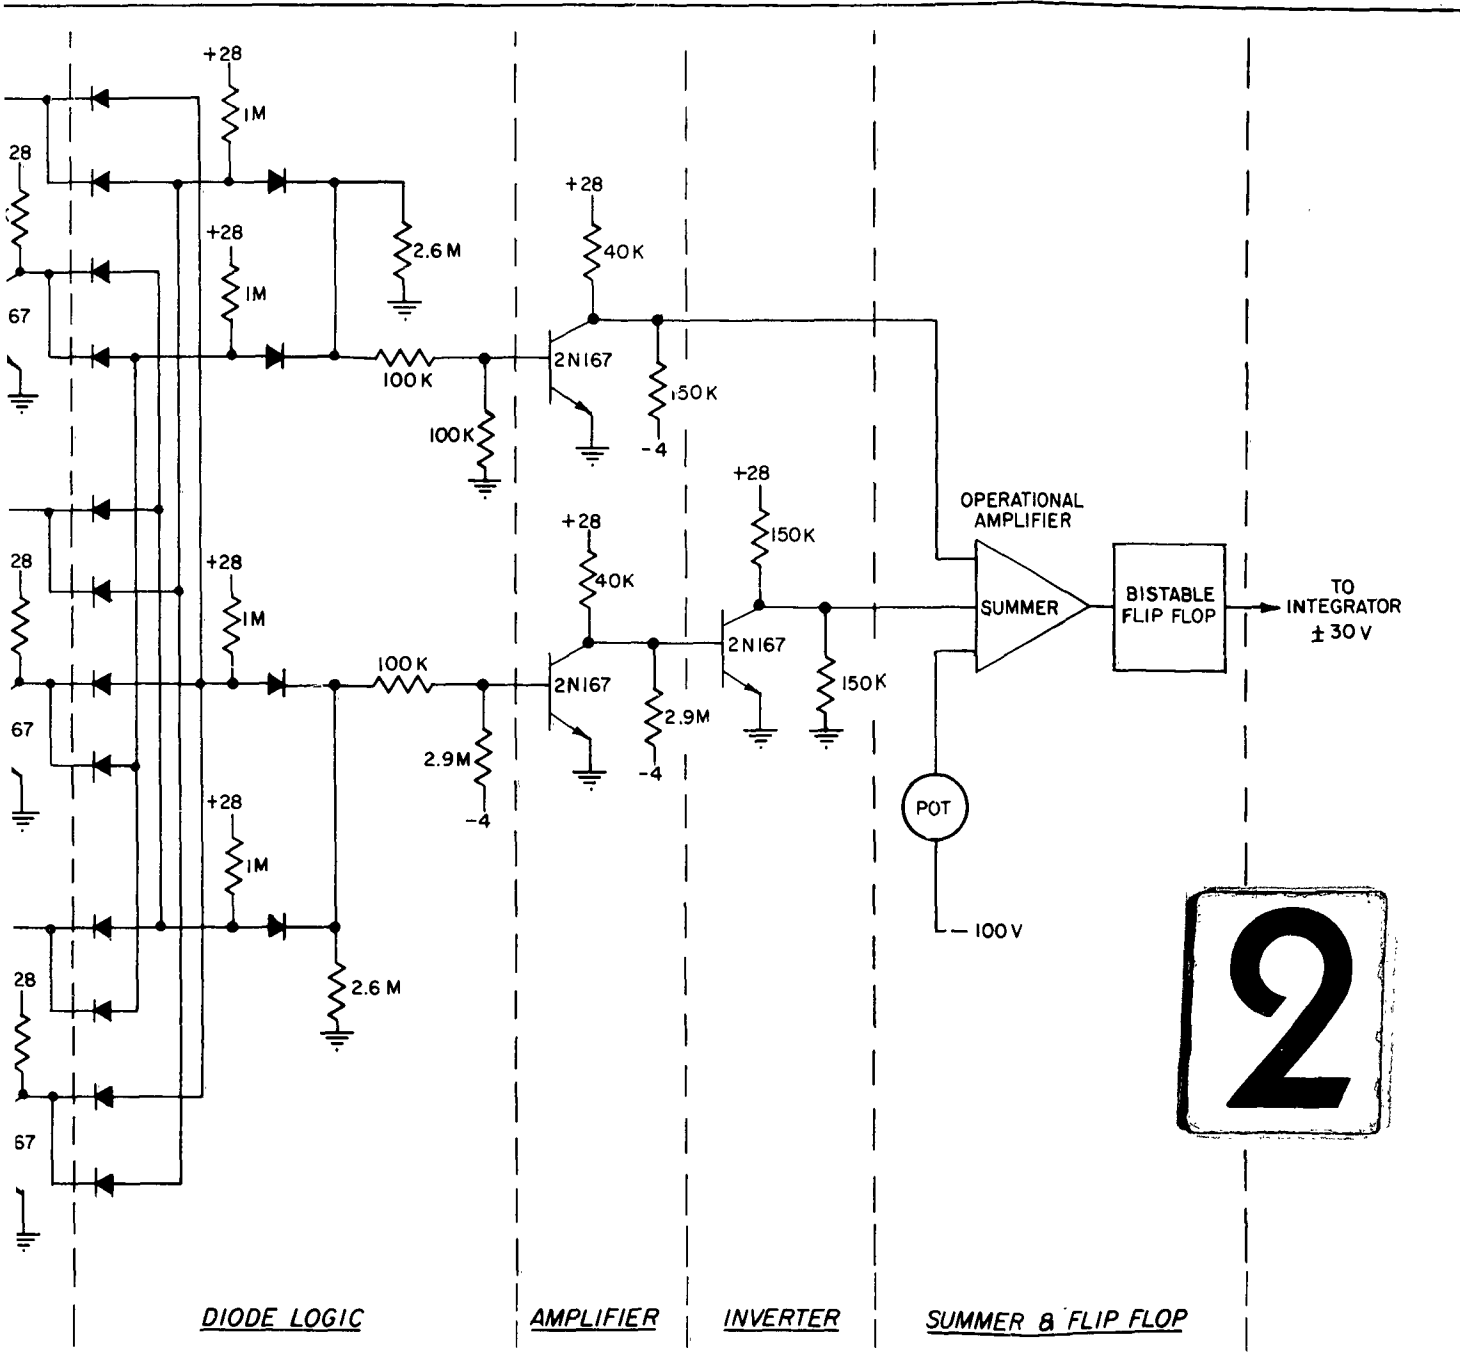 +28
1M
28
+28
+28
2.6 M
40K
1M
67
2N167
100K
150K
100K
-4
+28
OPERATIONAL
AMPLIFIER
+28
150K
28
+28
40K
BISTABLE
FLIP FLOP
TO
INTEGRATOR
± 30 V
1M
SUMMER
2N167
100K
2N167
150K
67
2.9M
2.9M
-4
+28
POT
-4
1M
- 100 V
28
2.6 M
2
67
DIODE LOGIC
AMPLIFIER
INVERTER
SUMMER & FLIP FLOP